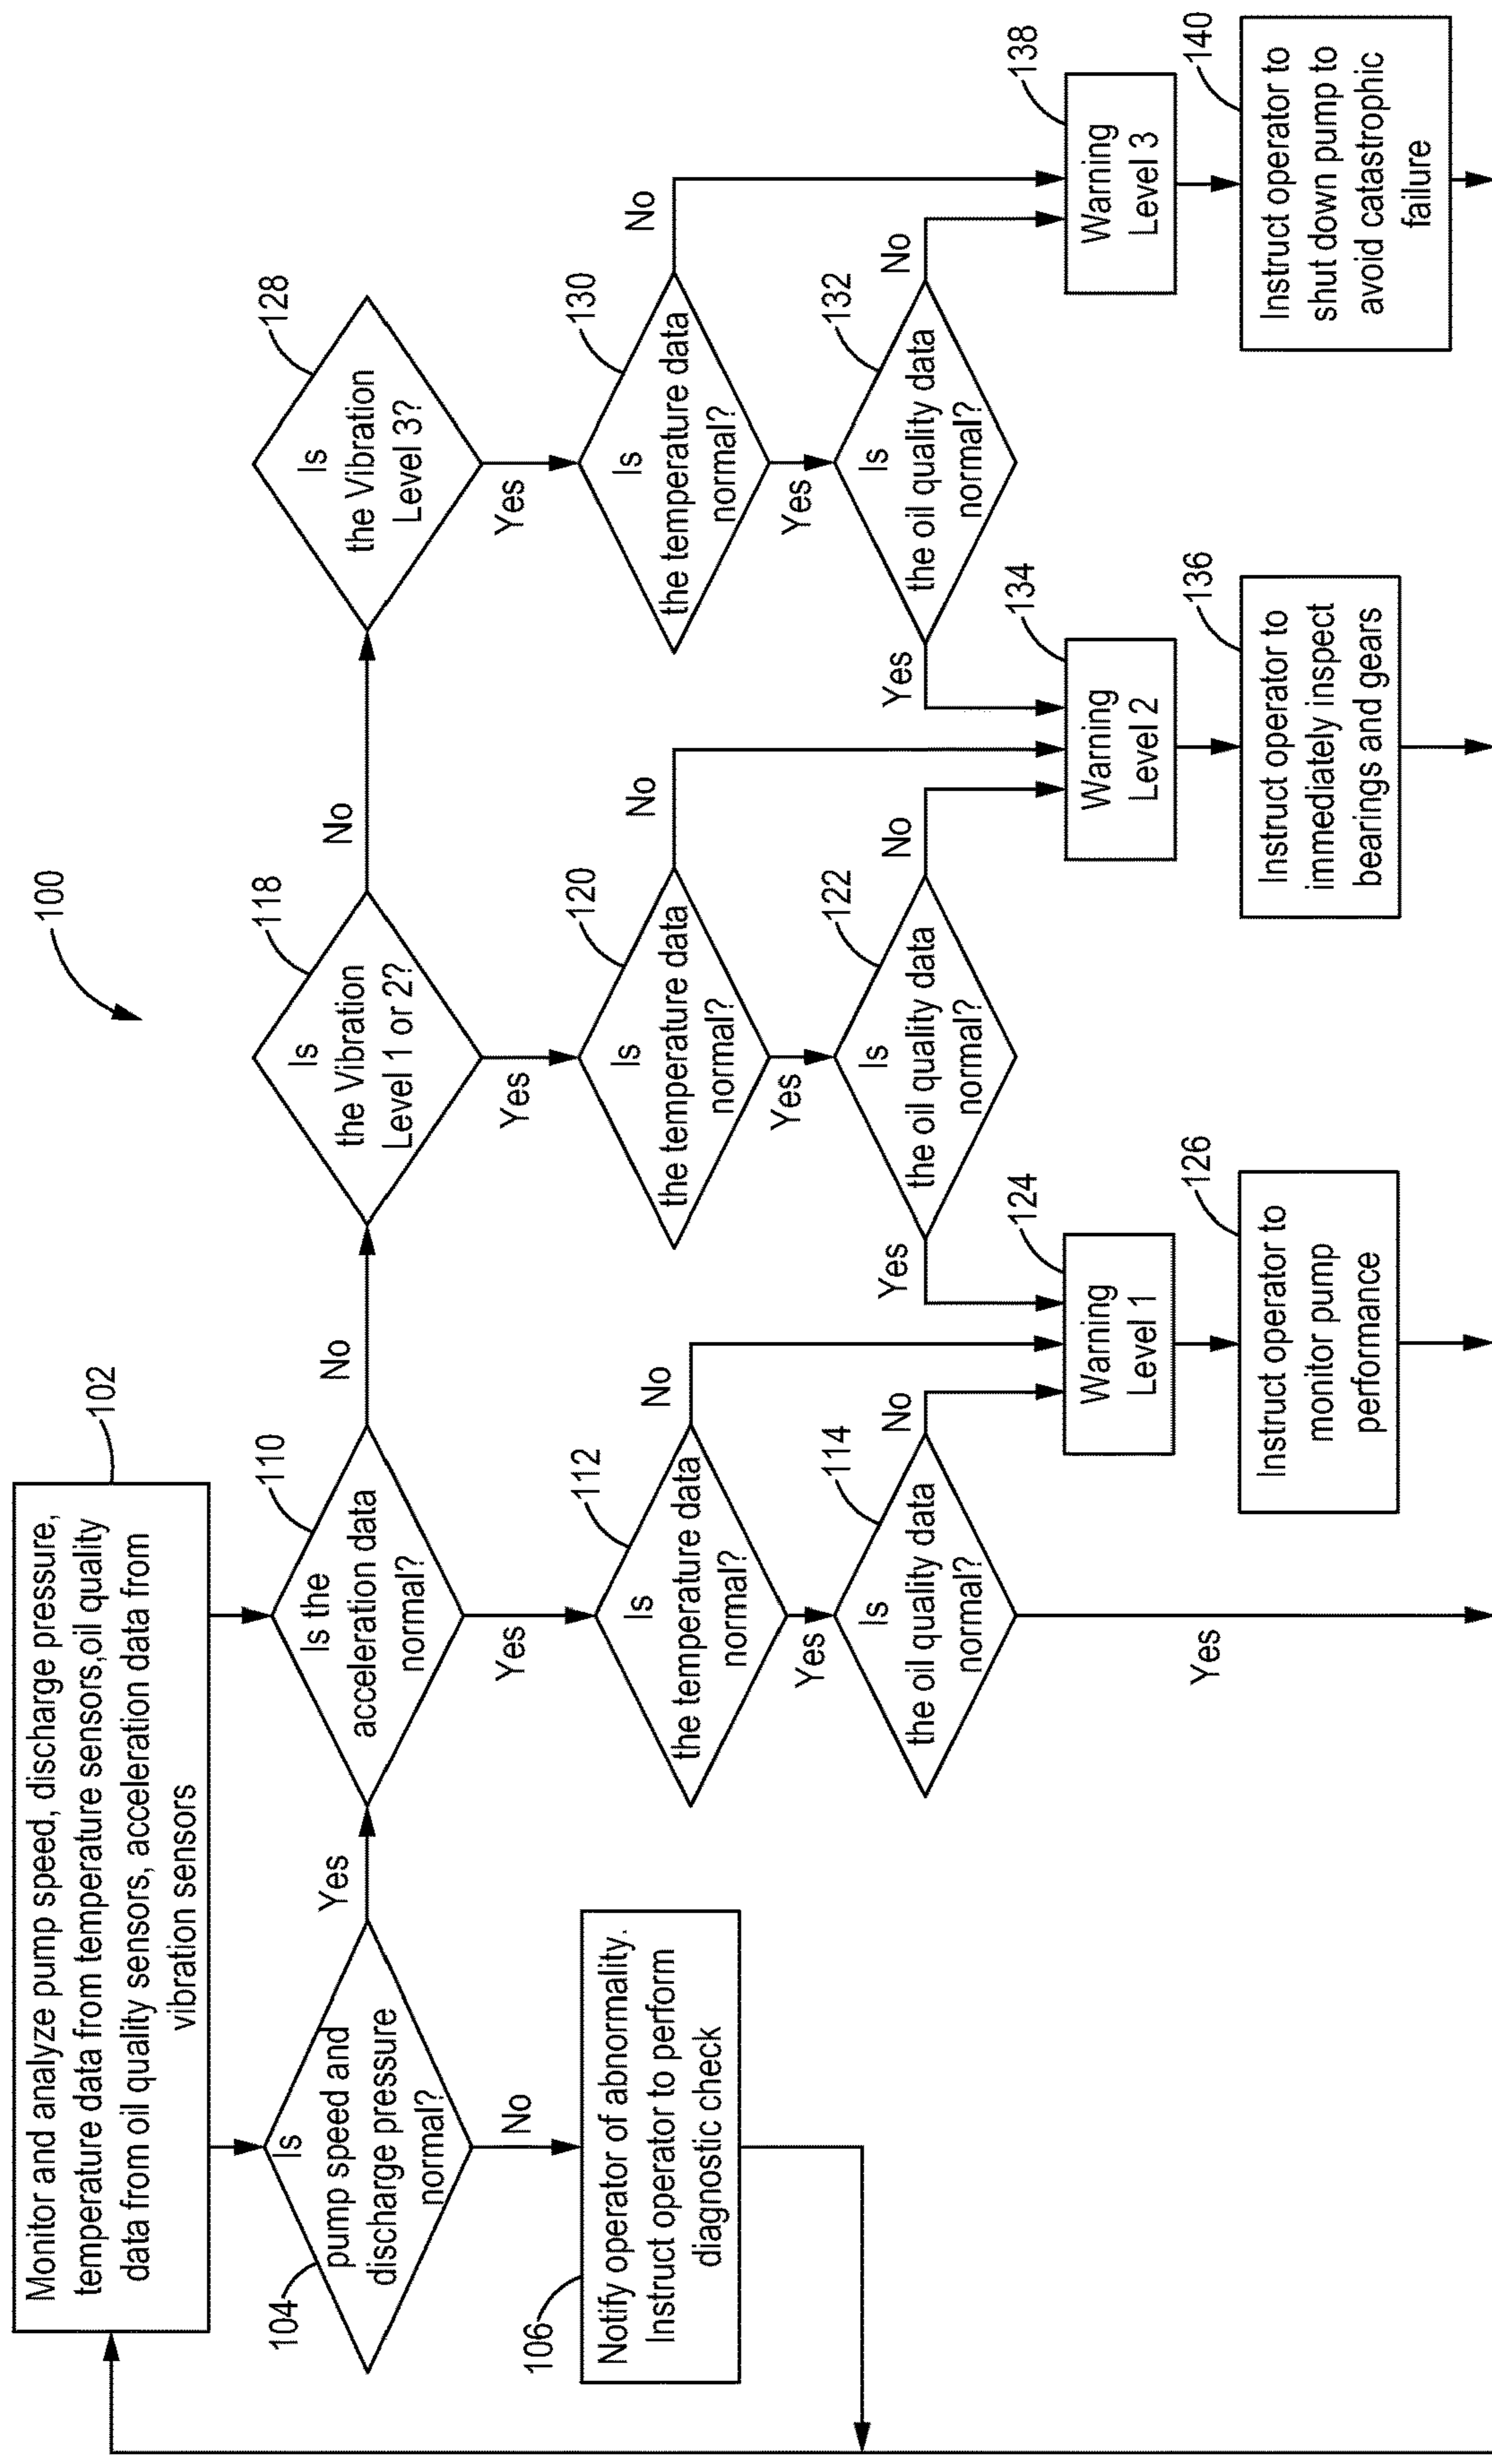 100
Monitor and analyze pump speed, discharge pressure,
temperature data from temperature sensors,oil quality
data from oil quality sensors, acceleration data from
vibration sensors
102
104
Is
pump speed and
discharge pressure
normal?
Yes
No
106
Notify operator of abnormality.
Instruct operator to perform
diagnostic check
110
Is the
acceleration data
normal?
No
Yes
112
Is
the temperature data
normal?
No
Yes
114
Is
the oil quality data
normal?
No
Yes
118
Is
the Vibration
Level 1 or 2?
No
Yes
120
Is
the temperature data
normal?
No
Yes
122
Is
the oil quality data
normal?
Yes
No
124
Warning
Level 1
126
Instruct operator to
monitor pump
performance
128
Is
the Vibration
Level 3?
Yes
130
Is
the temperature data
normal?
No
Yes
132
Is
the oil quality data
normal?
Yes
No
134
Warning
Level 2
136
Instruct operator to
immediately inspect
bearings and gears
138
Warning
Level 3
140
Instruct operator to
shut down pump to
avoid catastrophic
failure